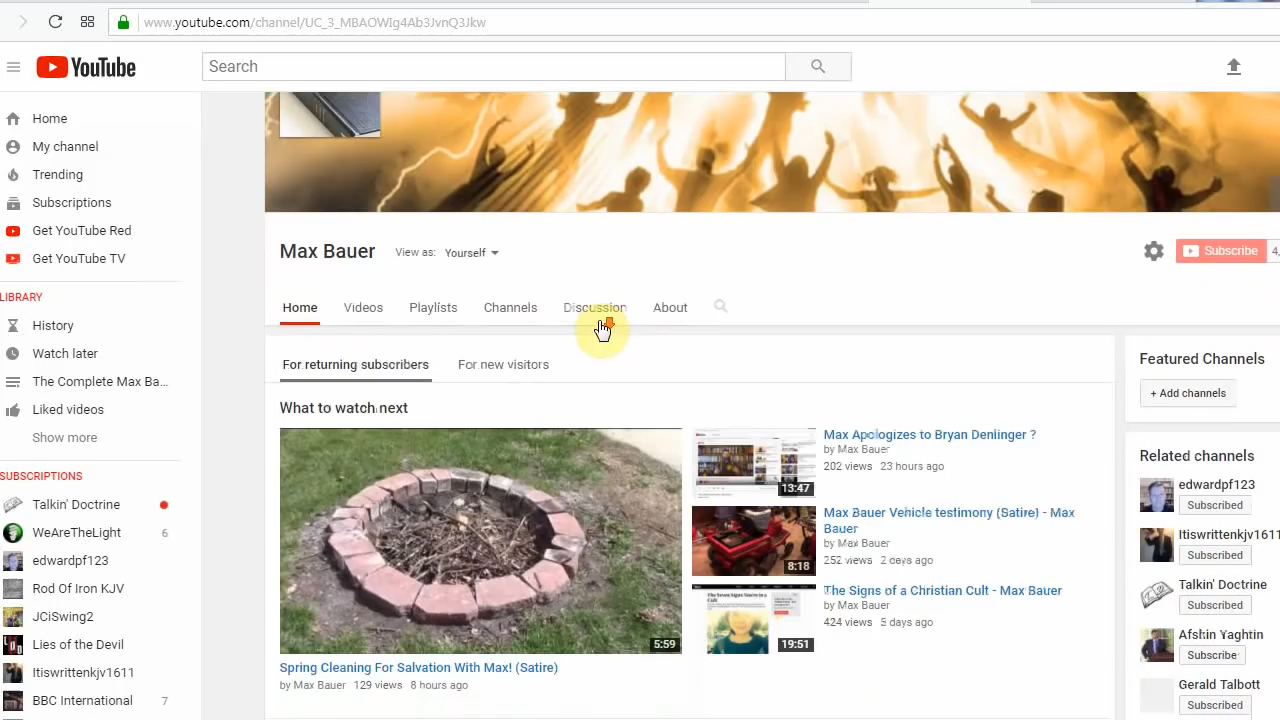 www.youtube.com/channel/UC_3_MBAOWIg4Ab3JvnQ3Jkw
YouTube
Search
Home
My channel
Trending
Subscriptions
Get YouTube Red
Get YouTube TV
LIBRARY
History
Watch later
The Complete Max Ba...
Liked videos
Show more
SUBSCRIPTIONS
Talkin' Doctrine
WeAreTheLight 6
edwardpf123
Rod Of Iron KJV
JCiSwing2
Lies of the Devil
Itiswrittenkjv1611
BBC International 7
Max Bauer View as: Yourself
Subscribe 4,
Home Videos Playlists Channels Discussion About
For returning subscribers For new visitors
What to watch next
5:59
Spring Cleaning For Salvation With Max! (Satire)
by Max Bauer 129 views 8 hours ago
13:47
Max Apologizes to Bryan Denlinger ?
by Max Bauer
202 views 23 hours ago
8:18
Max Bauer Vehicle testimony (Satire) - Max
Bauer
by Max Bauer
252 views 2 days ago
19:51
The Signs of a Christian Cult - Max Bauer
by Max Bauer
424 views 5 days ago
Featured Channels
+ Add channels
Related channels
edwardpf123
Subscribed
Itiswrittenkjv1611
Subscribed
Talkin' Doctrine
Subscribed
Afshin Yaghtin
Subscribe
Gerald Talbott
Subscribed